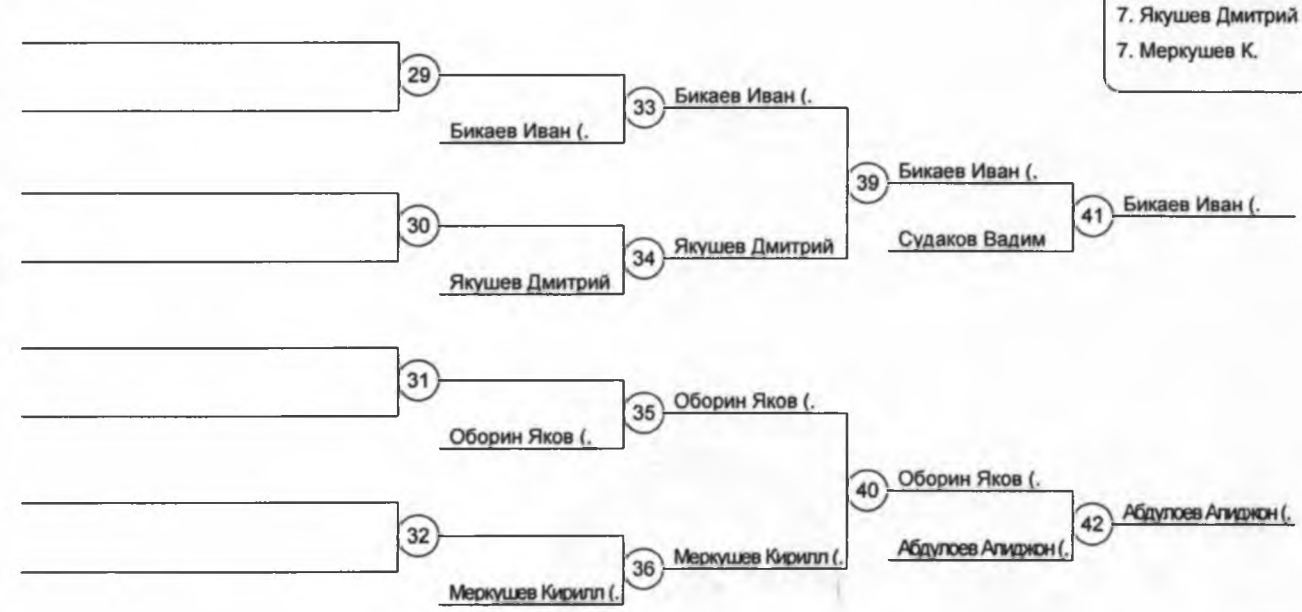 7. Якушев Дмитрий
7. Меркушев К.
29
Бикаев Иван (.
33
Бикаев Иван (.
30
Якушев Дмитрий
34
Якушев Дмитрий
39
Бикаев Иван (.
Судаков Вадим
41
Бикаев Иван (.
31
Оборин Яков (.
35
Оборин Яков (.
32
Меркушев Кирилл (.
36
Меркушев Кирилл (.
40
Оборин Яков (.
Абдулоев Алиджон (.
42
Абдулоев Алиджон (.